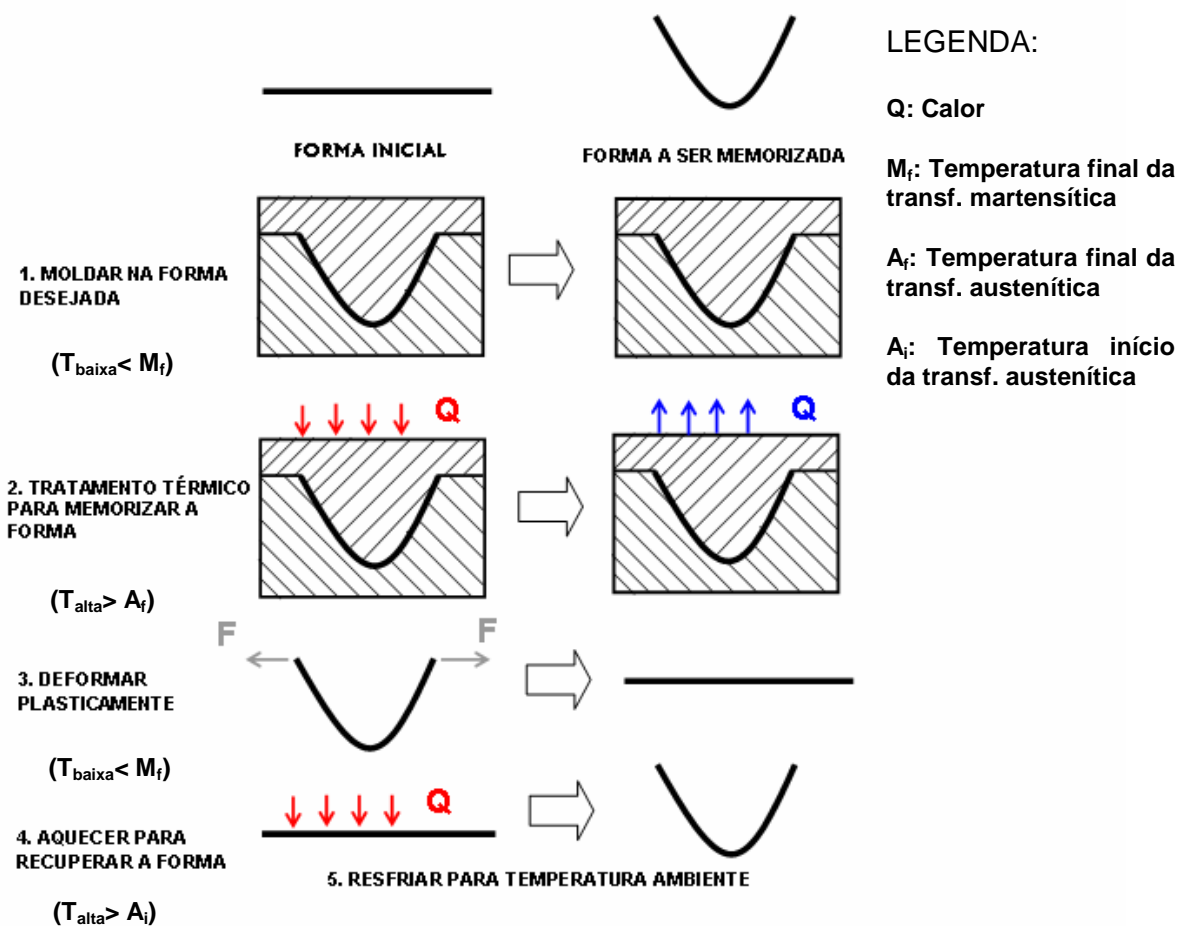 FORMA INICIAL
FORMA A SER MEMORIZADA
1. MOLDAR NA FORMA
DESEJADA
(Tbaixa< Mf)
Q
Q
2. TRATAMENTO TÉRMICO
PARA MEMORIZAR A
FORMA
(Talta> Af)
F
F
3. DEFORMAR
PLASTICAMENTE
(Tbaixa< Mf)
Q
4. AQUECER PARA
RECUPERAR A FORMA
5. RESFRIAR PARA TEMPERATURA AMBIENTE
(Talta> Ai)
LEGENDA:
Q: Calor
Mf: Temperatura final da
transf. martensítica
Af: Temperatura final da
transf. austenítica
Ai: Temperatura início
da transf. austenítica